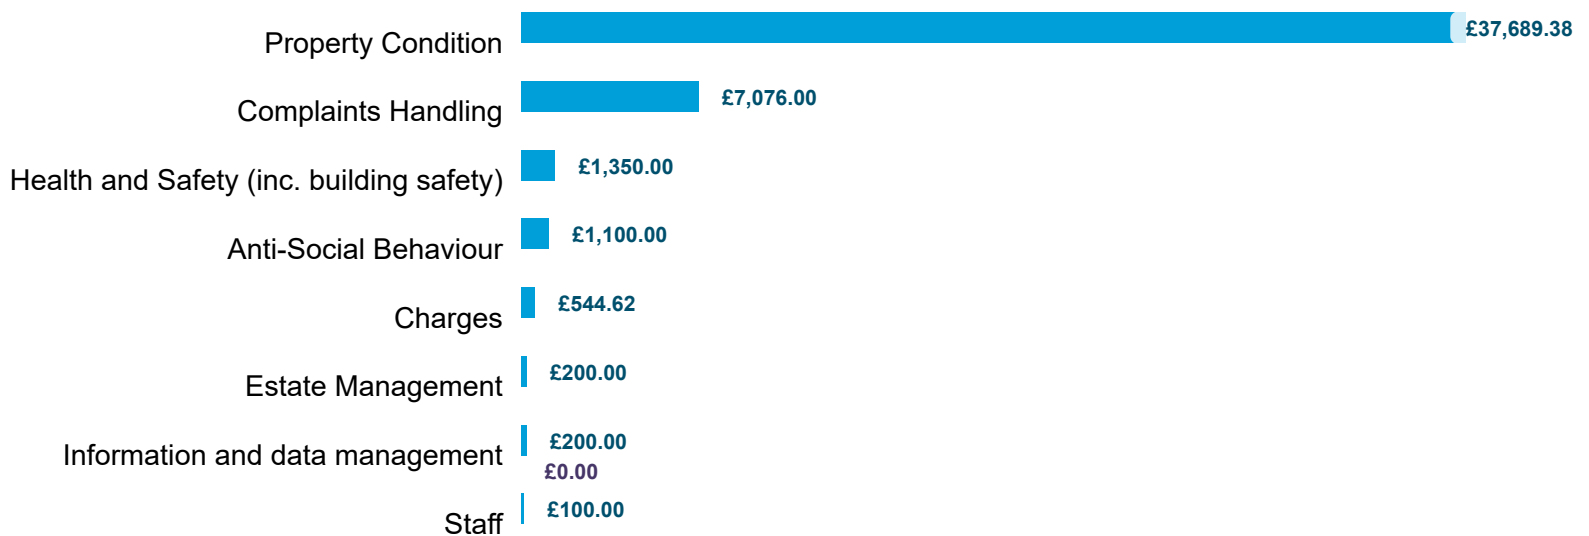 Property Condition £37,689.38
Complaints Handling £7,076.00
Health and Safety (inc. building safety) £1,350.00
Anti-Social Behaviour £1,100.00
Charges £544.62
Estate Management £200.00
Information and data management £200.00
£0.00
Staff £100.00